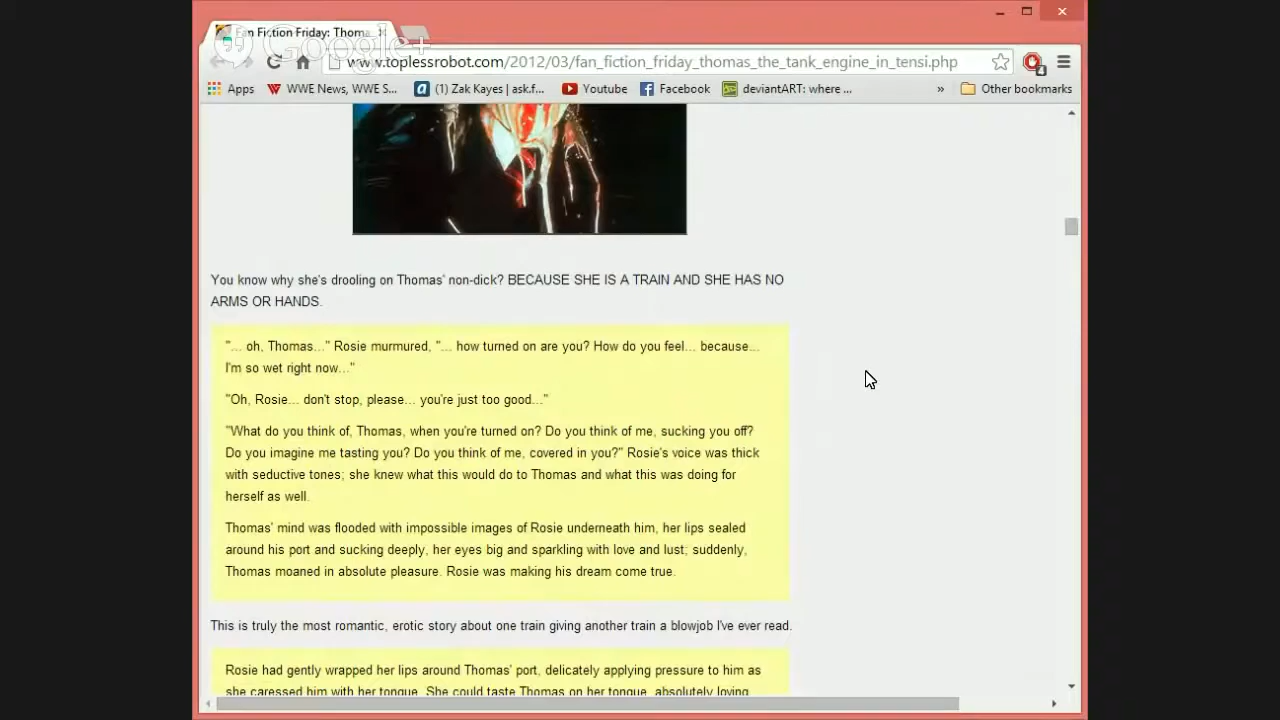 Fan Fiction Friday: Thoma
Google+
www.toplessrobot.com/2012/03/fan_fiction_friday_thomas_the_tank_engine_in_tensi.php
4
Apps
WWE News, WWE S...
(1) Zak Kayes | ask.f...
Youtube
Facebook
deviantART: where ...
»
Other bookmarks
You know why she's drooling on Thomas' non-dick? BECAUSE SHE IS A TRAIN AND SHE HAS NO
ARMS OR HANDS.
"... oh, Thomas..." Rosie murmured, "... how turned on are you? How do you feel... because...
I'm so wet right now..."
"Oh, Rosie... don't stop, please... you're just too good..."
"What do you think of, Thomas, when you're turned on? Do you think of me, sucking you off?
Do you imagine me tasting you? Do you think of me, covered in you?" Rosie's voice was thick
with seductive tones; she knew what this would do to Thomas and what this was doing for
herself as well.
Thomas' mind was flooded with impossible images of Rosie underneath him, her lips sealed
around his port and sucking deeply, her eyes big and sparkling with love and lust; suddenly,
Thomas moaned in absolute pleasure. Rosie was making his dream come true.
This is truly the most romantic, erotic story about one train giving another train a blowjob I've ever read.
Rosie had gently wrapped her lips around Thomas' port, delicately applying pressure to him as
she caressed him with her tongue. She could taste Thomas on her tongue, absolutely loving